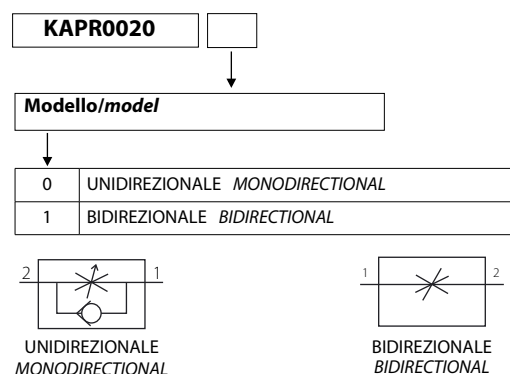 KAPR0020
Modello/model
0 UNIDIREZIONALE MONODIRECTIONAL
1 BIDIREZIONALE BIDIRECTIONAL
2 1 1 2
UNIDIREZIONALE BIDIREZIONALE
MONODIRECTIONAL BIDIRECTIONAL